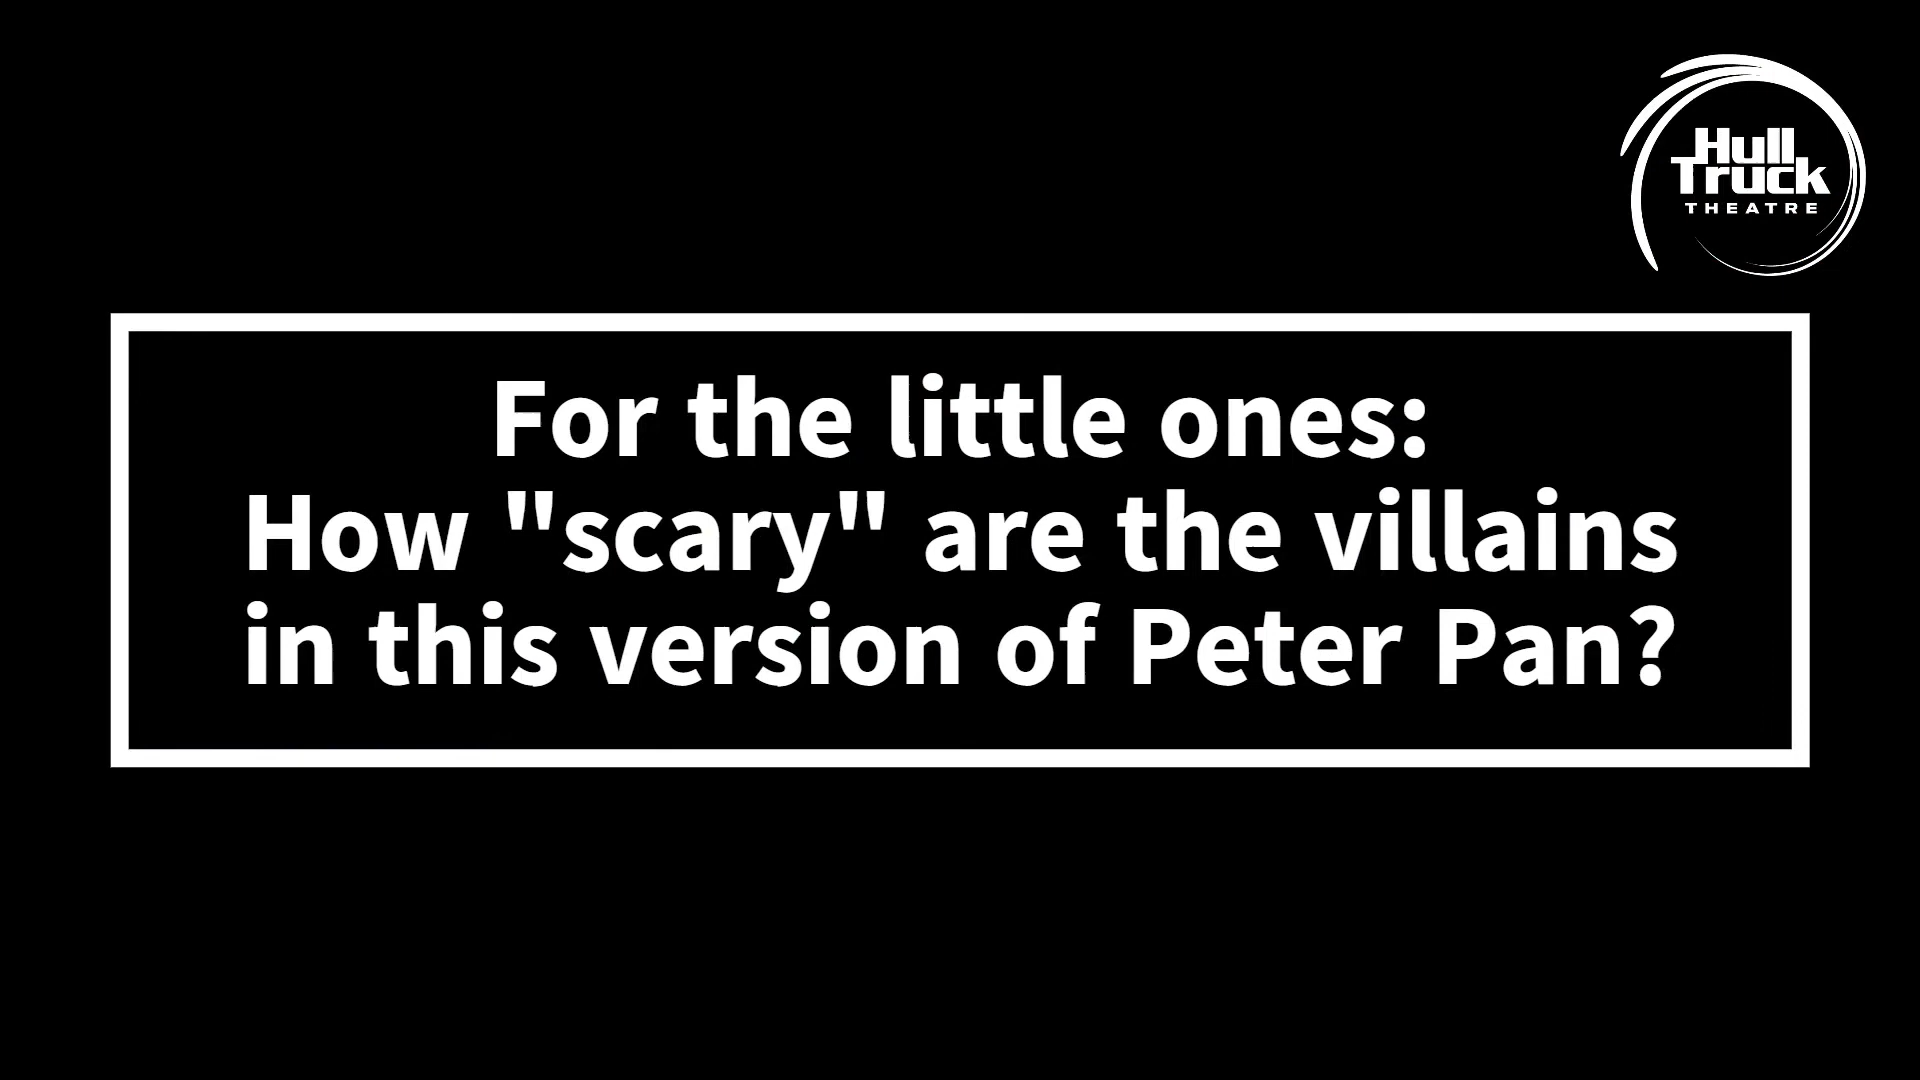 Hull
Truck
THEATRE
For the little ones:
How "scary" are the villains
in this version of Peter Pan?